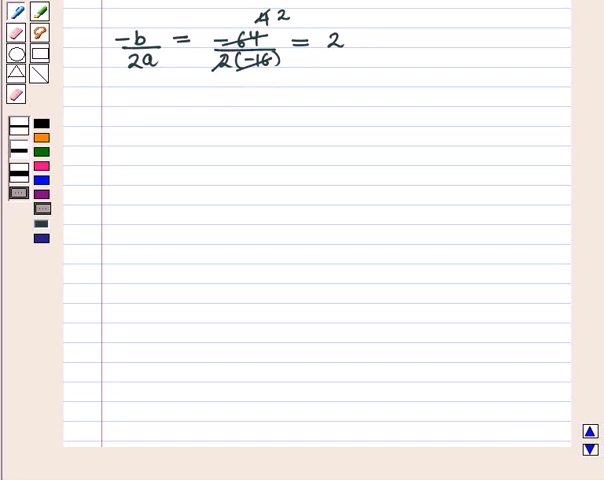 4 2
-b/2a = -64/2(-16) = 2